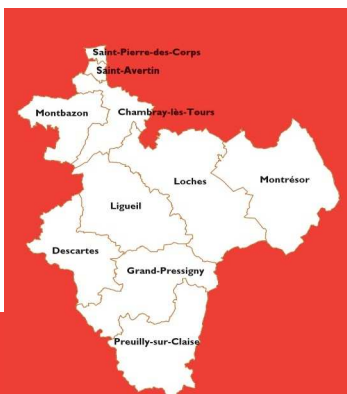 Saint-Pierre-des-Corps
Saint-Avertin
Montbazon
Chambray-lès-Tours
Loches
Montrésor
Ligueil
Descartes
Grand-Pressigny
Preuilly-sur-Claise